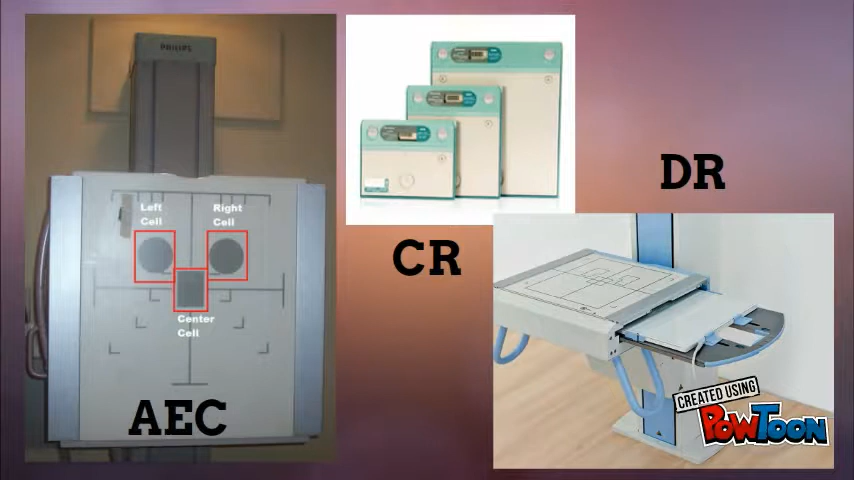 PHILIPS
Left
Cell
Right
Cell
Center
Cell
AEC
CR
DR
CREATED USING
PowToon